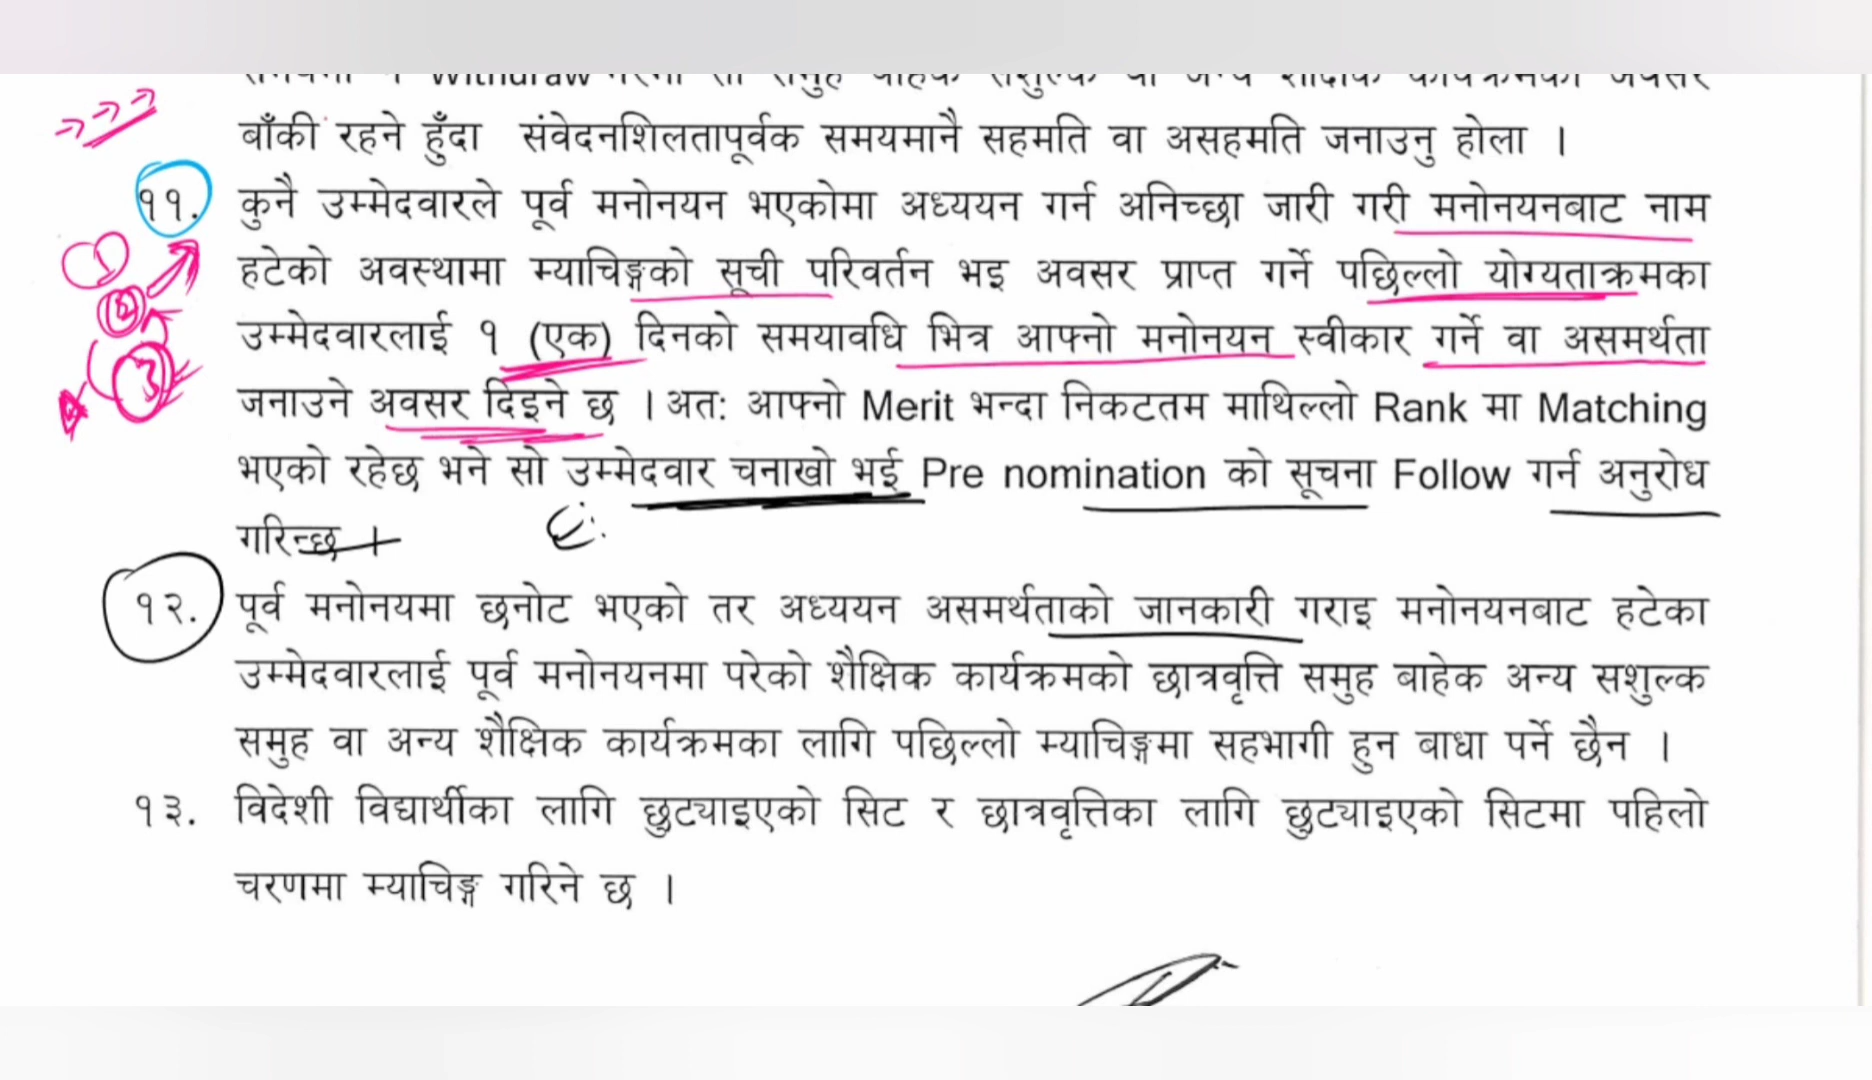 बाँकी रहने हुँदा संवेदनशिलतापूर्वक समयमानै सहमति वा असहमति जनाउनु होला ।
११. कुनै उम्मेदवारले पूर्व मनोनयन भएकोमा अध्ययन गर्न अनिच्छा जारी गरी मनोनयनबाट नाम
हटेको अवस्थामा म्याचिङ्गको सूची परिवर्तन भइ अवसर प्राप्त गर्ने पछिल्लो योग्यताक्रमका
उम्मेदवारलाई १ (एक) दिनको समयावधि भित्र आफ्नो मनोनयन स्वीकार गर्ने वा असमर्थता
जनाउने अवसर दिइने छ । अत: आफ्नो Merit भन्दा निकटतम माथिल्लो Rank मा Matching
भएको रहेछ भने सो उम्मेदवार चनाखो भई Pre nomination को सूचना Follow गर्न अनुरोध
गरिन्छ ।
१२. पूर्व मनोनयमा छनोट भएको तर अध्ययन असमर्थताको जानकारी गराइ मनोनयनबाट हटेका
उम्मेदवारलाई पूर्व मनोनयनमा परेको शैक्षिक कार्यक्रमको छात्रवृत्ति समुह बाहेक अन्य सशुल्क
समुह वा अन्य शैक्षिक कार्यक्रमका लागि पछिल्लो म्याचिङ्गमा सहभागी हुन बाधा पर्ने छैन ।
१३. विदेशी विद्यार्थीका लागि छुट्याइएको सिट र छात्रवृत्तिका लागि छुट्याइएको सिटमा पहिलो
चरणमा म्याचिङ्ग गरिने छ ।
1
2
3